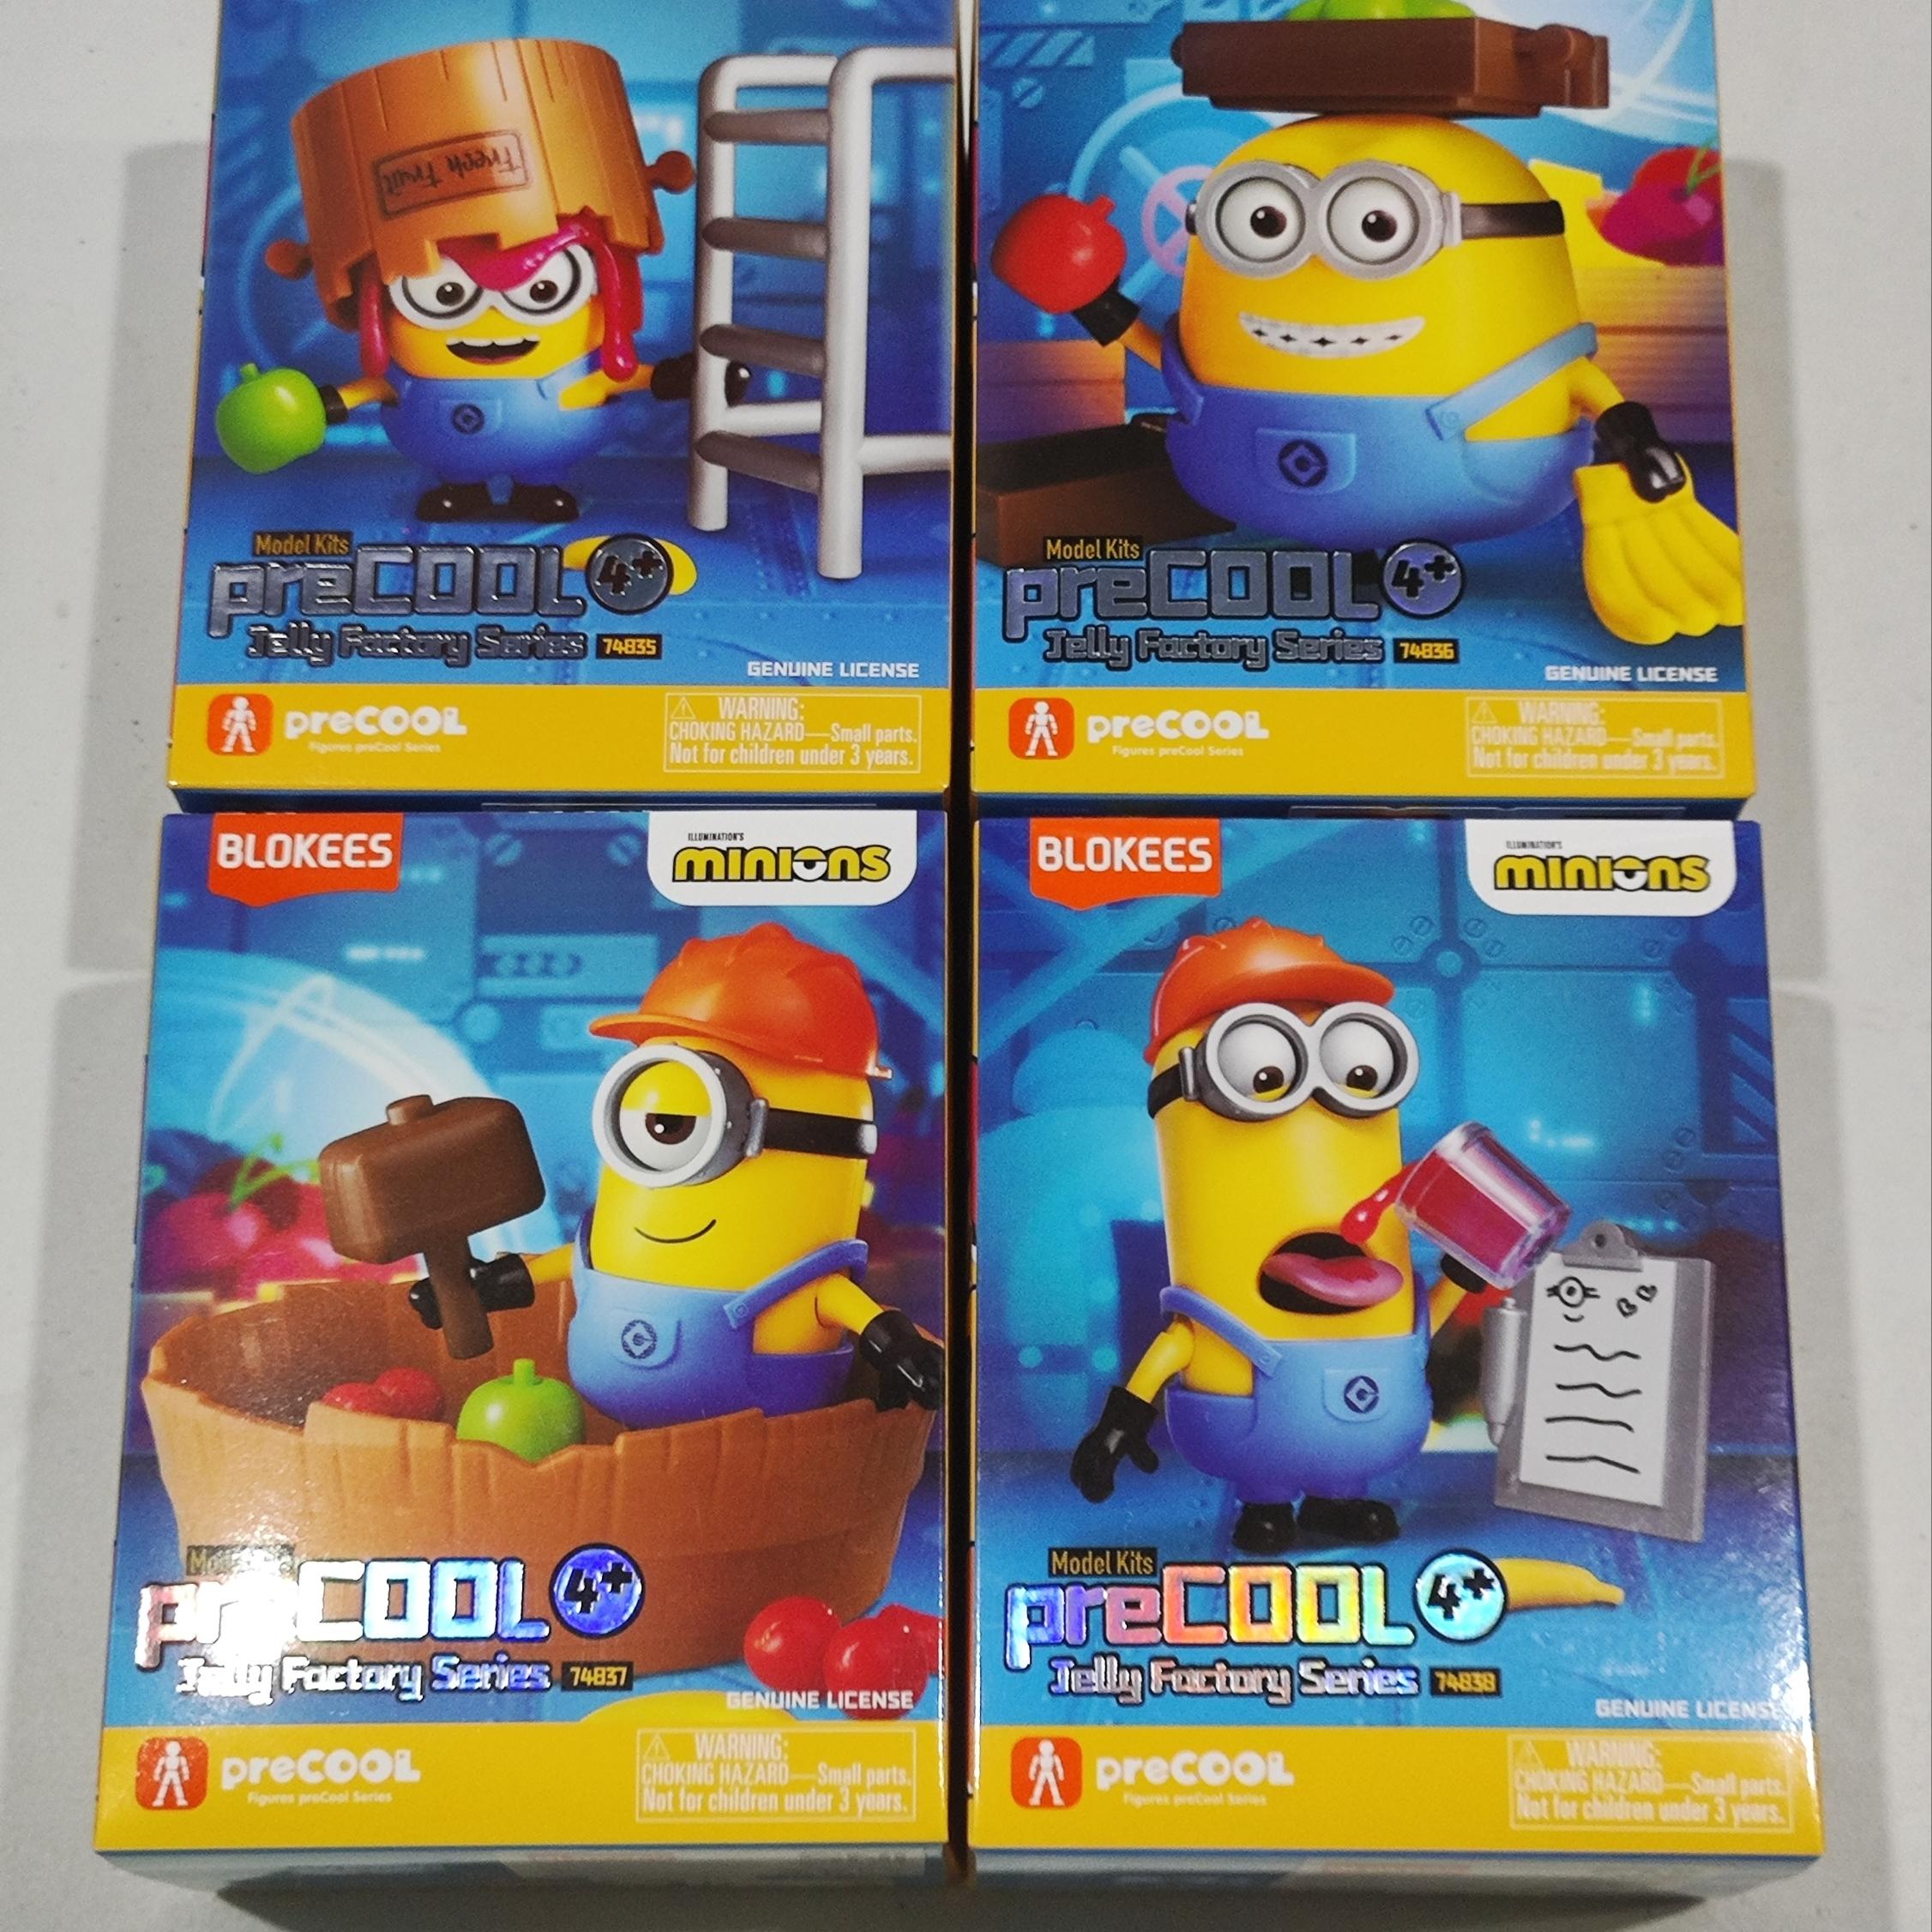 Fresh Fruit
Model Kits
preCOOL 4+
Jelly Factory Series 74835
GENUINE LICENSE
preCOOL
Figures preCool Series
WARNING:
CHOKING HAZARD—Small parts.
Not for children under 3 years.
Model Kits
preCOOL 4+
Jelly Factory Series 74836
GENUINE LICENSE
preCOOL
Figures preCool Series
WARNING:
CHOKING HAZARD—Small parts.
Not for children under 3 years.
BLOKEES
ILLUMINATION'S
minions
preCOOL 4+
Jelly Factory Series 74837
GENUINE LICENSE
preCOOL
Figures preCool Series
WARNING:
CHOKING HAZARD—Small parts.
Not for children under 3 years.
BLOKEES
ILLUMINATION'S
minions
Model Kits
preCOOL 4+
Jelly Factory Series 74838
GENUINE LICENSE
preCOOL
Figures preCool Series
WARNING:
CHOKING HAZARD—Small parts.
Not for children under 3 years.